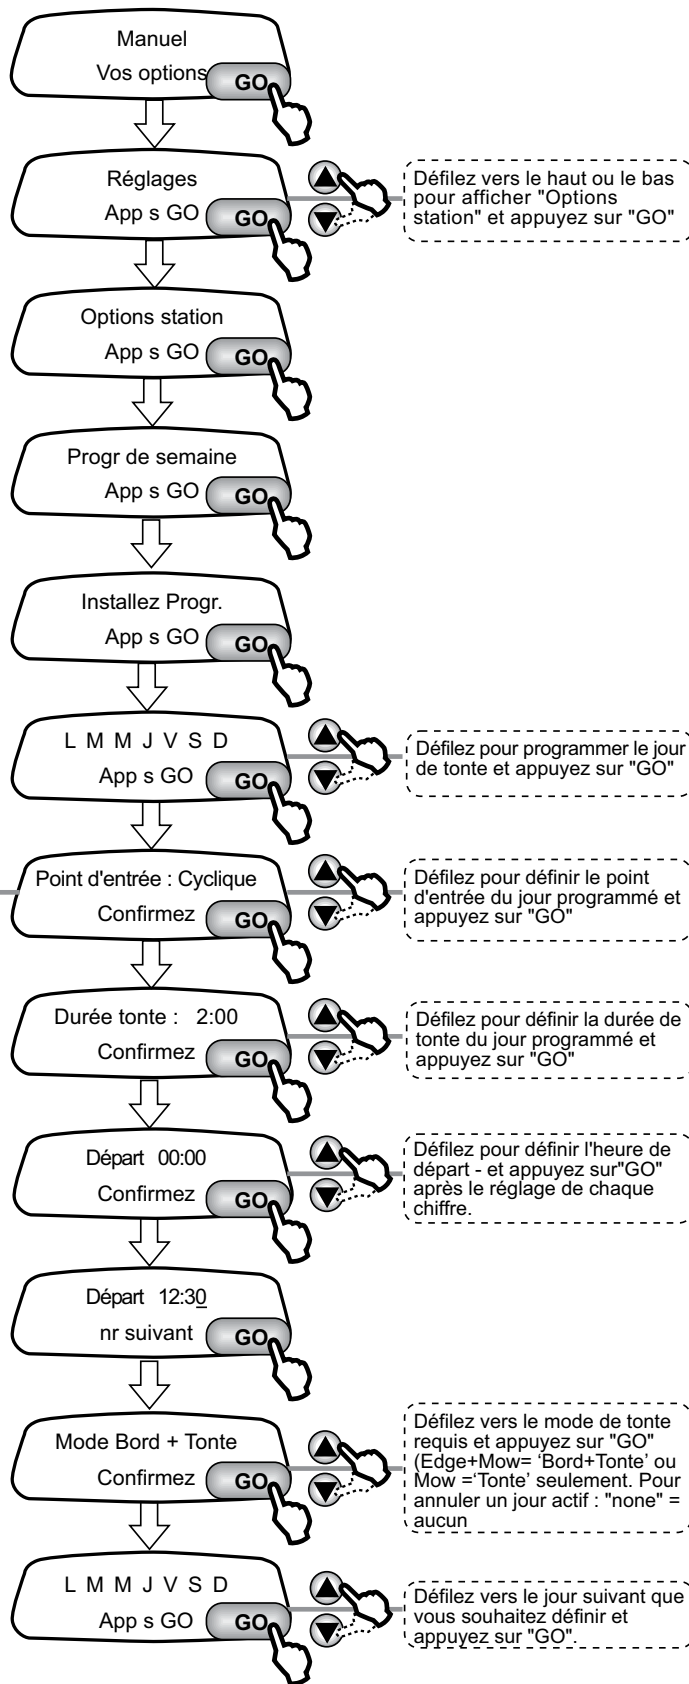 Manuel
Vos options GO
Réglages
App s GO GO
Défilez vers le haut ou le bas
pour afficher "Options
station" et appuyez sur "GO"
Options station
App s GO GO
Progr de semaine
App s GO GO
Installez Progr.
App s GO GO
L M M J V S D
App s GO GO
Défilez pour programmer le jour
de tonte et appuyez sur "GO"
Point d'entrée : Cyclique
Confirmez GO
Défilez pour définir le point
d'entrée du jour programmé et
appuyez sur "GO"
Durée tonte : 2:00
Confirmez GO
Défilez pour définir la durée de
tonte du jour programmé et
appuyez sur "GO"
Départ 00:00
Confirmez GO
Défilez pour définir l'heure de
départ - et appuyez sur"GO"
après le réglage de chaque
chiffre.
Départ 12:30
nr suivant GO
Mode Bord + Tonte
Confirmez GO
Défilez vers le mode de tonte
requis et appuyez sur "GO"
(Edge+Mow= ‘Bord+Tonte’ ou
Mow =‘Tonte’ seulement. Pour
annuler un jour actif : "none" =
aucun
L M M J V S D
App s GO GO
Défilez vers le jour suivant que
vous souhaitez définir et
appuyez sur "GO".